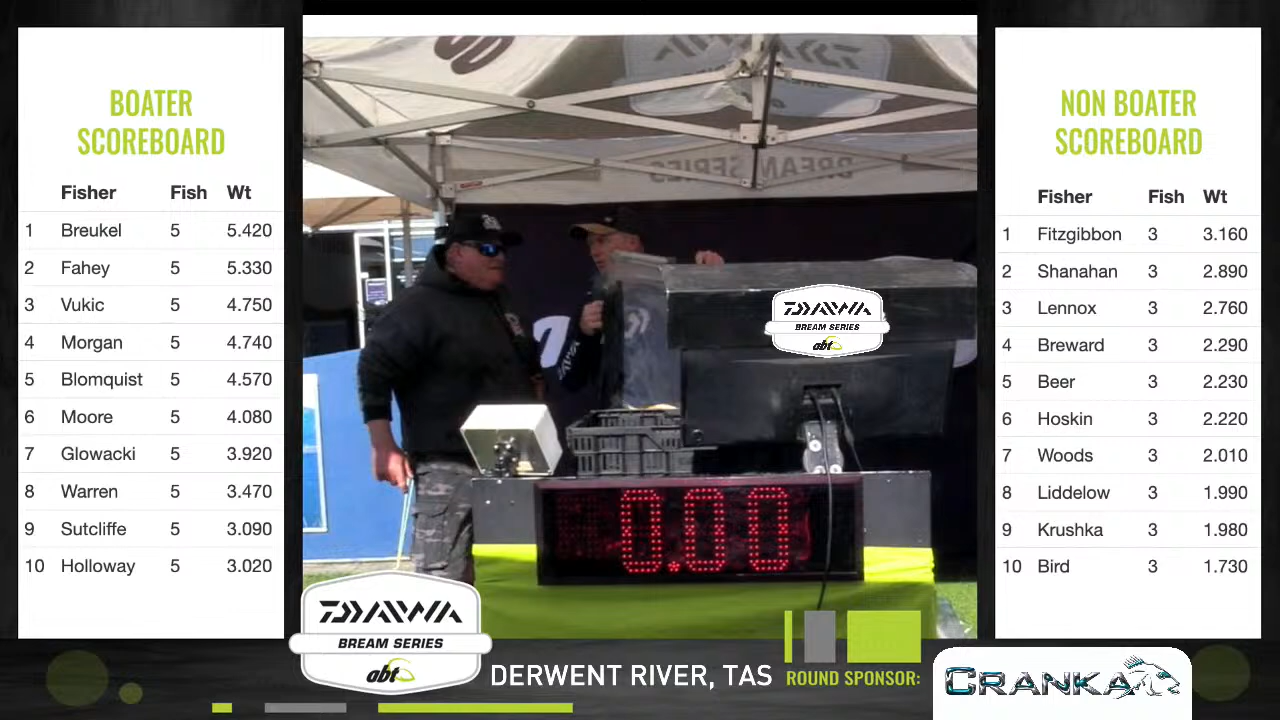 BOATER
SCOREBOARD
Fisher Fish Wt
1 Breukel 5 5.420
2 Fahey 5 5.330
3 Vukic 5 4.750
4 Morgan 5 4.740
5 Blomquist 5 4.570
6 Moore 5 4.080
7 Glowacki 5 3.920
8 Warren 5 3.470
9 Sutcliffe 5 3.090
10 Holloway 5 3.020
BREAM SERIES
DAIWA
BREAM SERIES
abt
0.00
NON BOATER
SCOREBOARD
Fisher Fish Wt
1 Fitzgibbon 3 3.160
2 Shanahan 3 2.890
3 Lennox 3 2.760
4 Breward 3 2.290
5 Beer 3 2.230
6 Hoskin 3 2.220
7 Woods 3 2.010
8 Liddelow 3 1.990
9 Krushka 3 1.980
10 Bird 3 1.730
DAIWA
BREAM SERIES
abt
DERWENT RIVER, TAS
ROUND SPONSOR:
CRANKA